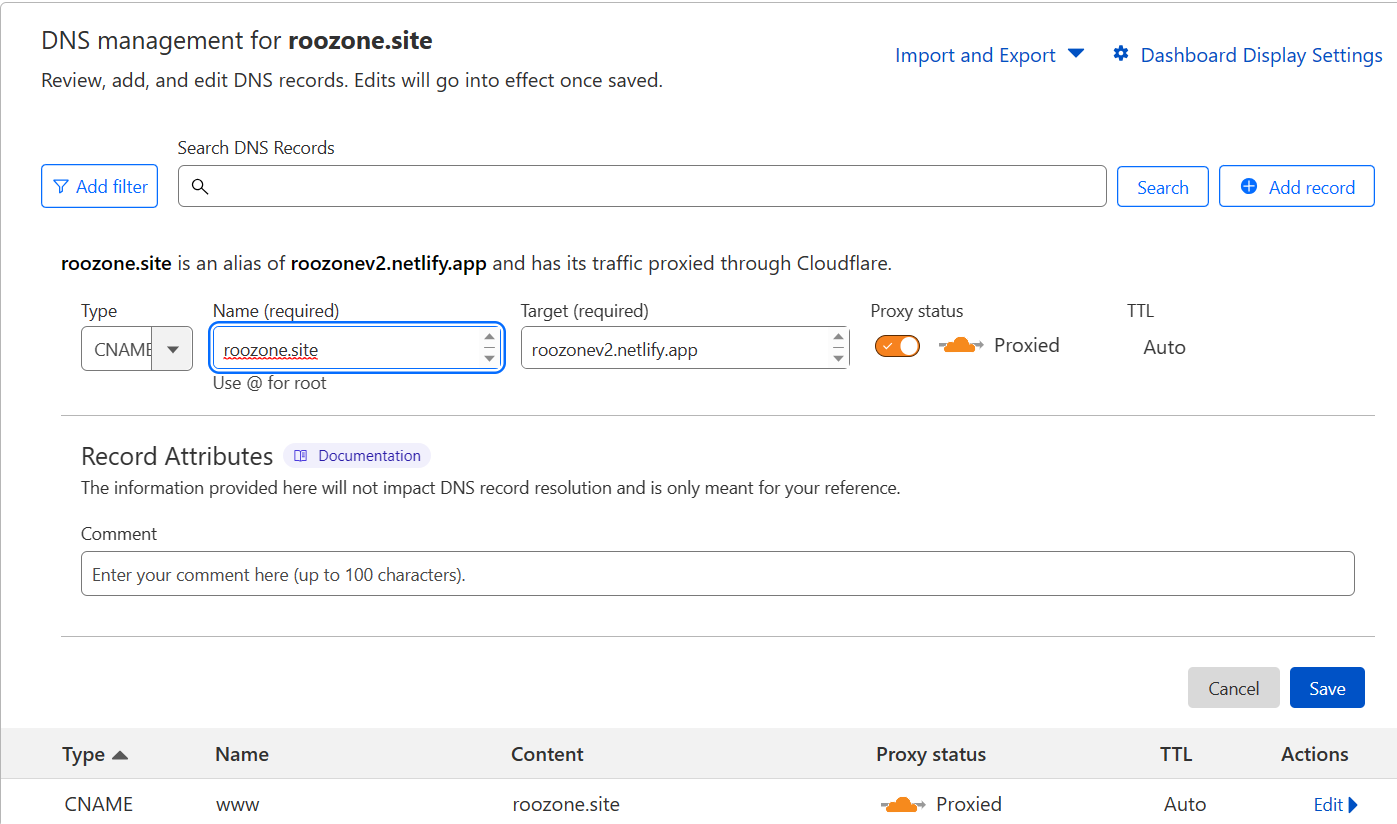 DNS management for roozone.site
Import and Export
Dashboard Display Settings
Review, add, and edit DNS records. Edits will go into effect once saved.
Search DNS Records
Add filter
Search
Add record
roozone.site is an alias of roozonev2.netlify.app and has its traffic proxied through Cloudflare.
Type Name (required) Target (required) Proxy status TTL
CNAME roozone.site roozonev2.netlify.app Proxied Auto
Use @ for root
Record Attributes Documentation
The information provided here will not impact DNS record resolution and is only meant for your reference.
Comment
Enter your comment here (up to 100 characters).
Cancel Save
Type Name Content Proxy status TTL Actions
CNAME www roozone.site Proxied Auto Edit